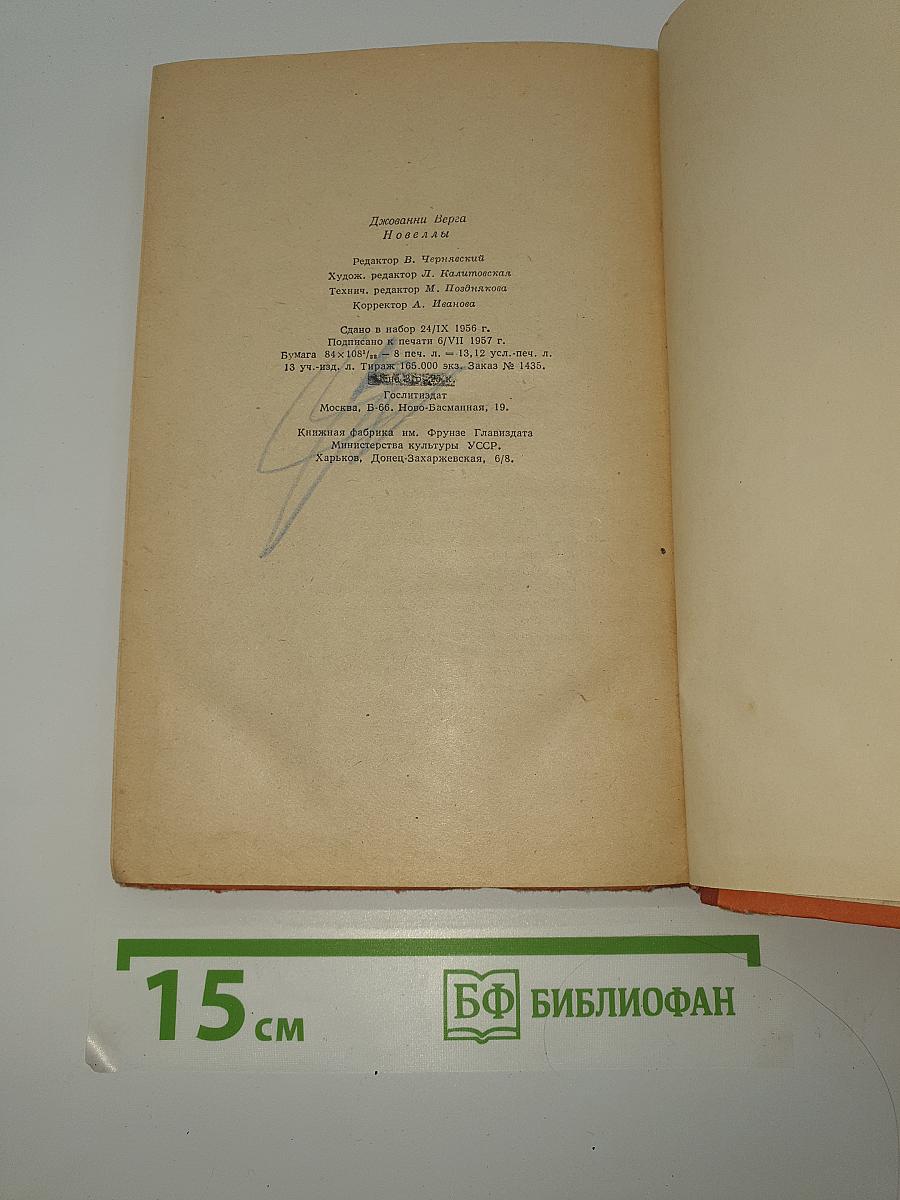 Джованни Верга
Новеллы
Редактор В. Чернявский
Худож. редактор Л. Калитовская
Технич. редактор М. Позднякова
Корректор А. Иванова
Сдано в набор 24/IX 1956 г.
Подписано к печати 6/VII 1957 г.
Бумага 84×108¹/₃₂ — 8 печ. л. = 13,12 усл.-печ. л.
13 уч.-изд. л. Тираж 165.000 экз. Заказ № 1435.
Гослитиздат
Москва, Б-66. Ново-Басманная, 19.
Книжная фабрика им. Фрунзе Главиздата
Министерства культуры УССР.
Харьков, Донец-Захаржевская, 6/8.
15 см
БФ БИБЛИОФАН